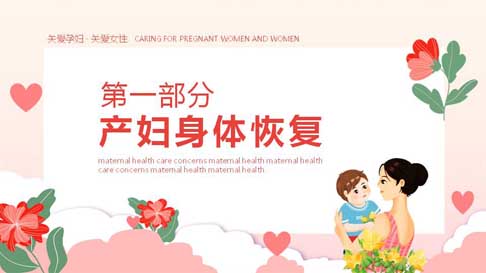 关爱孕妇 · 关爱女性 CARING FOR PREGNANT WOMEN AND WOMEN
第一部分
产妇身体恢复
maternal health care concerns maternal health maternal health
care concerns maternal health maternal health